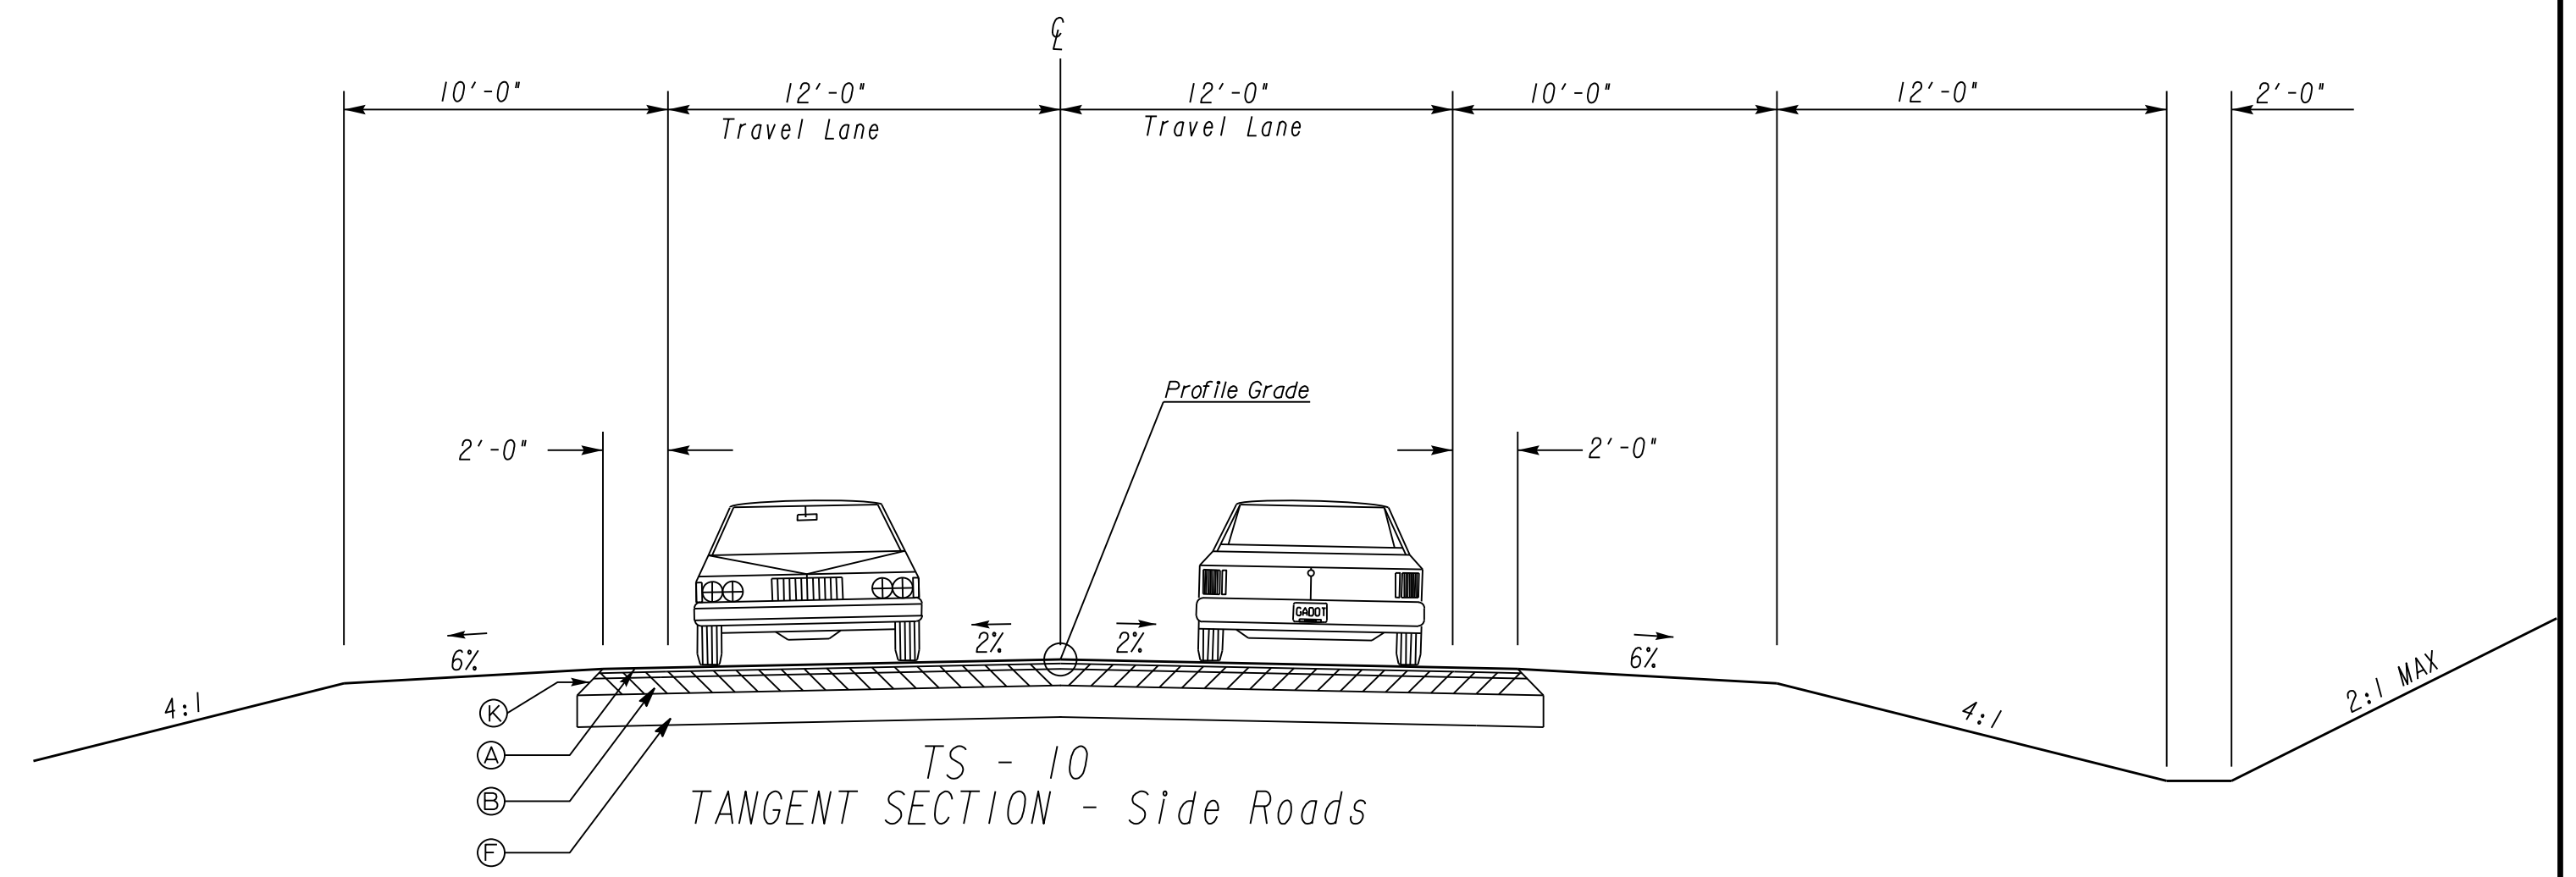 ℄
10'-0" 12'-0" 12'-0" 10'-0" 12'-0" 2'-0"
Travel Lane Travel Lane
Profile Grade
2'-0" 2'-0"
GADOT
6% 2% 2% 6%
4:1 4:1 2:1 MAX
K
A
B
F
TS - 10
TANGENT SECTION - Side Roads